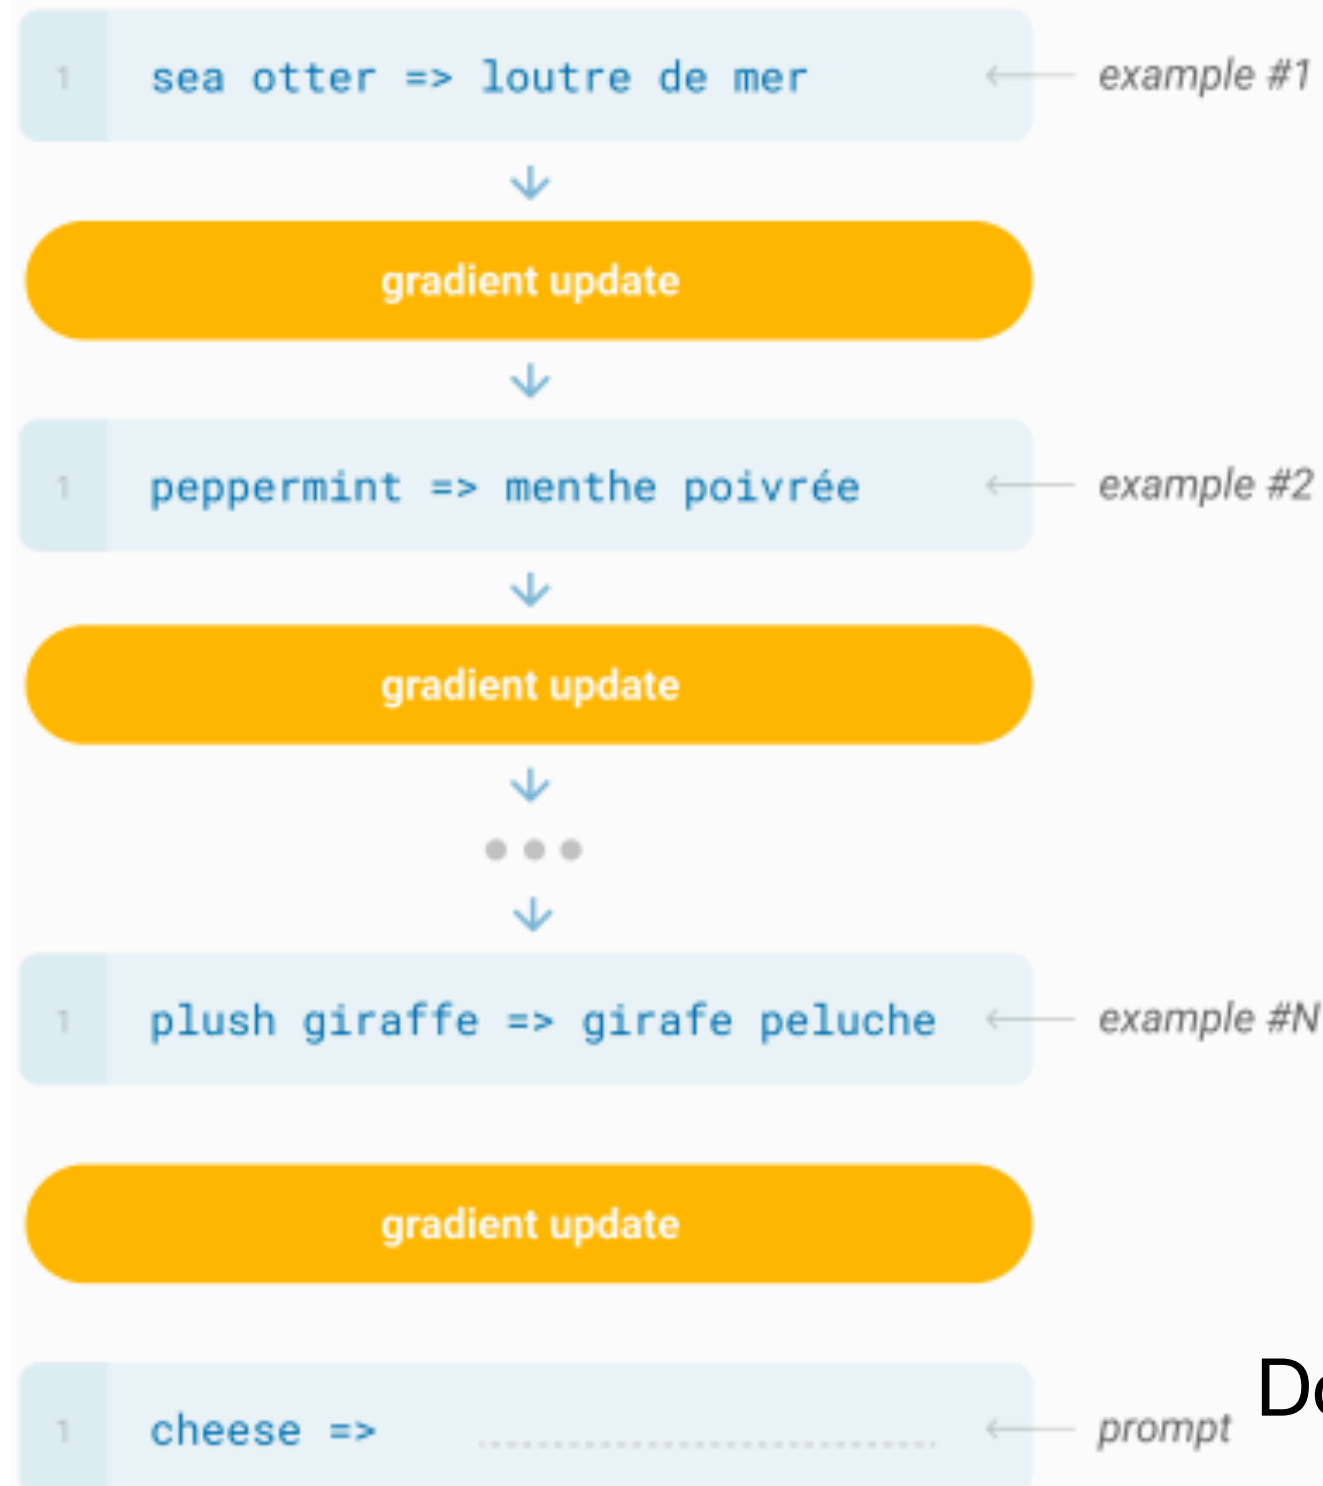 1 sea otter => loutre de mer ← example #1
↓
gradient update
↓
1 peppermint => menthe poivrée ← example #2
↓
gradient update
↓
•••
↓
1 plush giraffe => girafe peluche ← example #N
gradient update
1 cheese => ........................ ← prompt